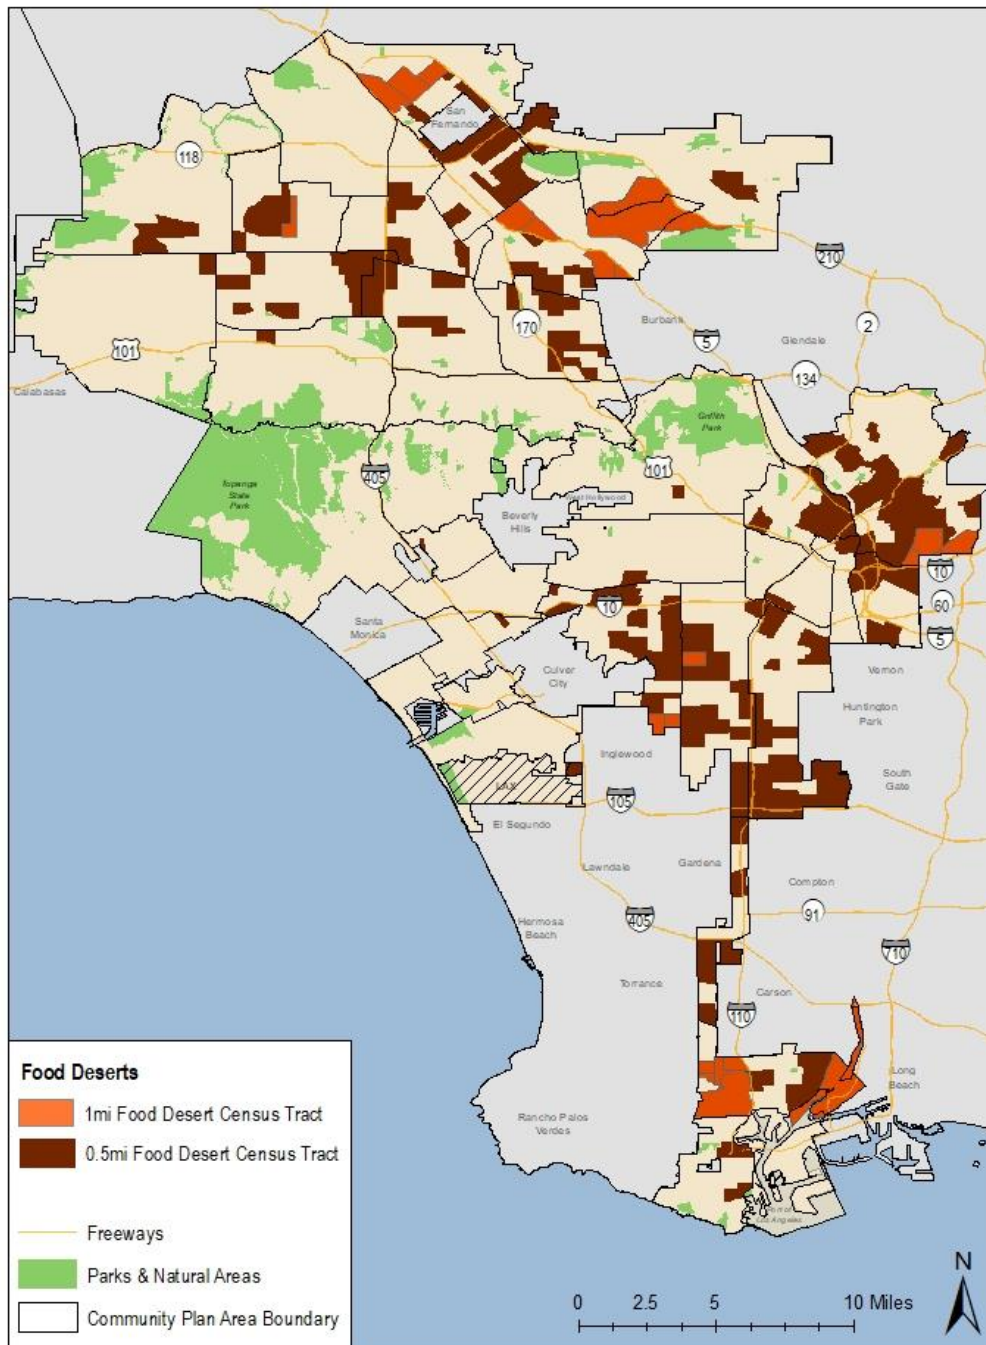 San
Fernando
118
210
Burbank
170
5
2
Glendale
101
134
Calabasas
Griffith
Park
101
405
Topanga
State
Park
West Hollywood
Beverly
Hills
10
10
60
Santa
Monica
5
Culver
City
Vernon
Huntington
Park
Inglewood
South
Gate
LAX
105
El Segundo
Lawndale
Gardena
Compton
91
Hermosa
Beach
405
710
Torrance
Carson
110
Long
Beach
Rancho Palos
Verdes
Port of
Los Angeles
Food Deserts
1mi Food Desert Census Tract
0.5mi Food Desert Census Tract
Freeways
Parks & Natural Areas
Community Plan Area Boundary
N
0 2.5 5 10 Miles